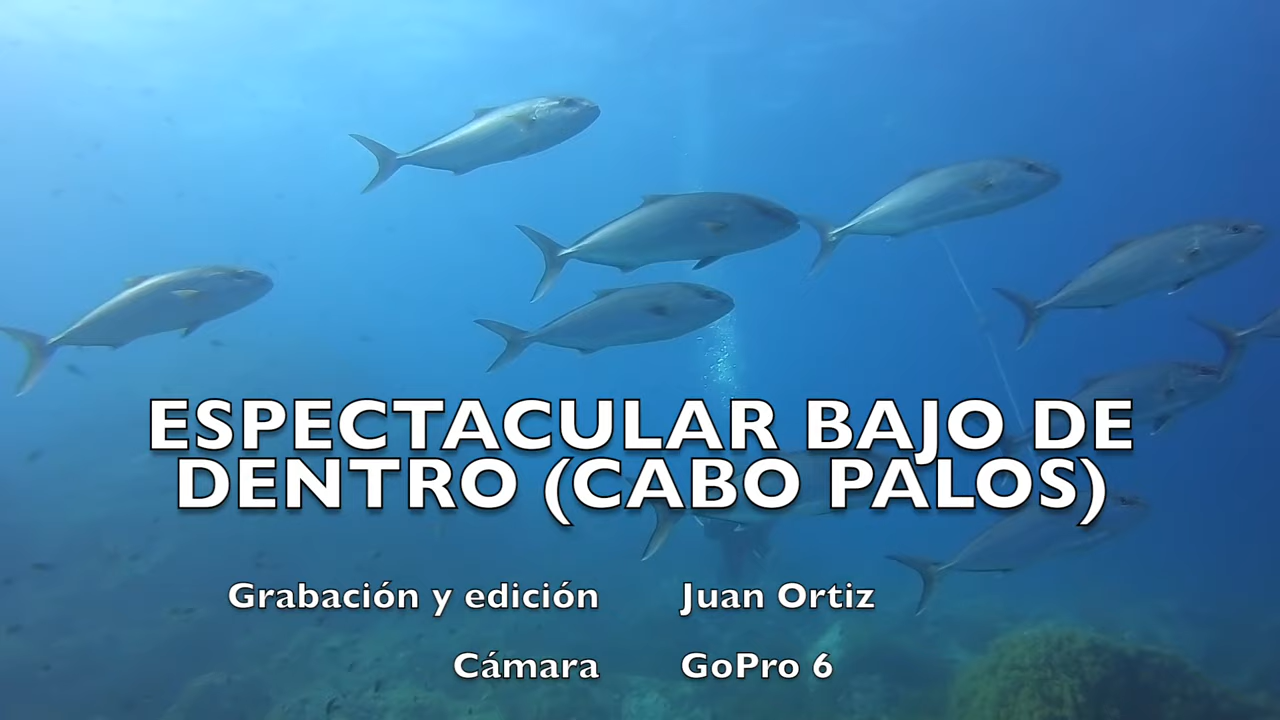 ESPECTACULAR BAJO DE
DENTRO (CABO PALOS)
Grabación y edición Juan Ortiz
Cámara GoPro 6